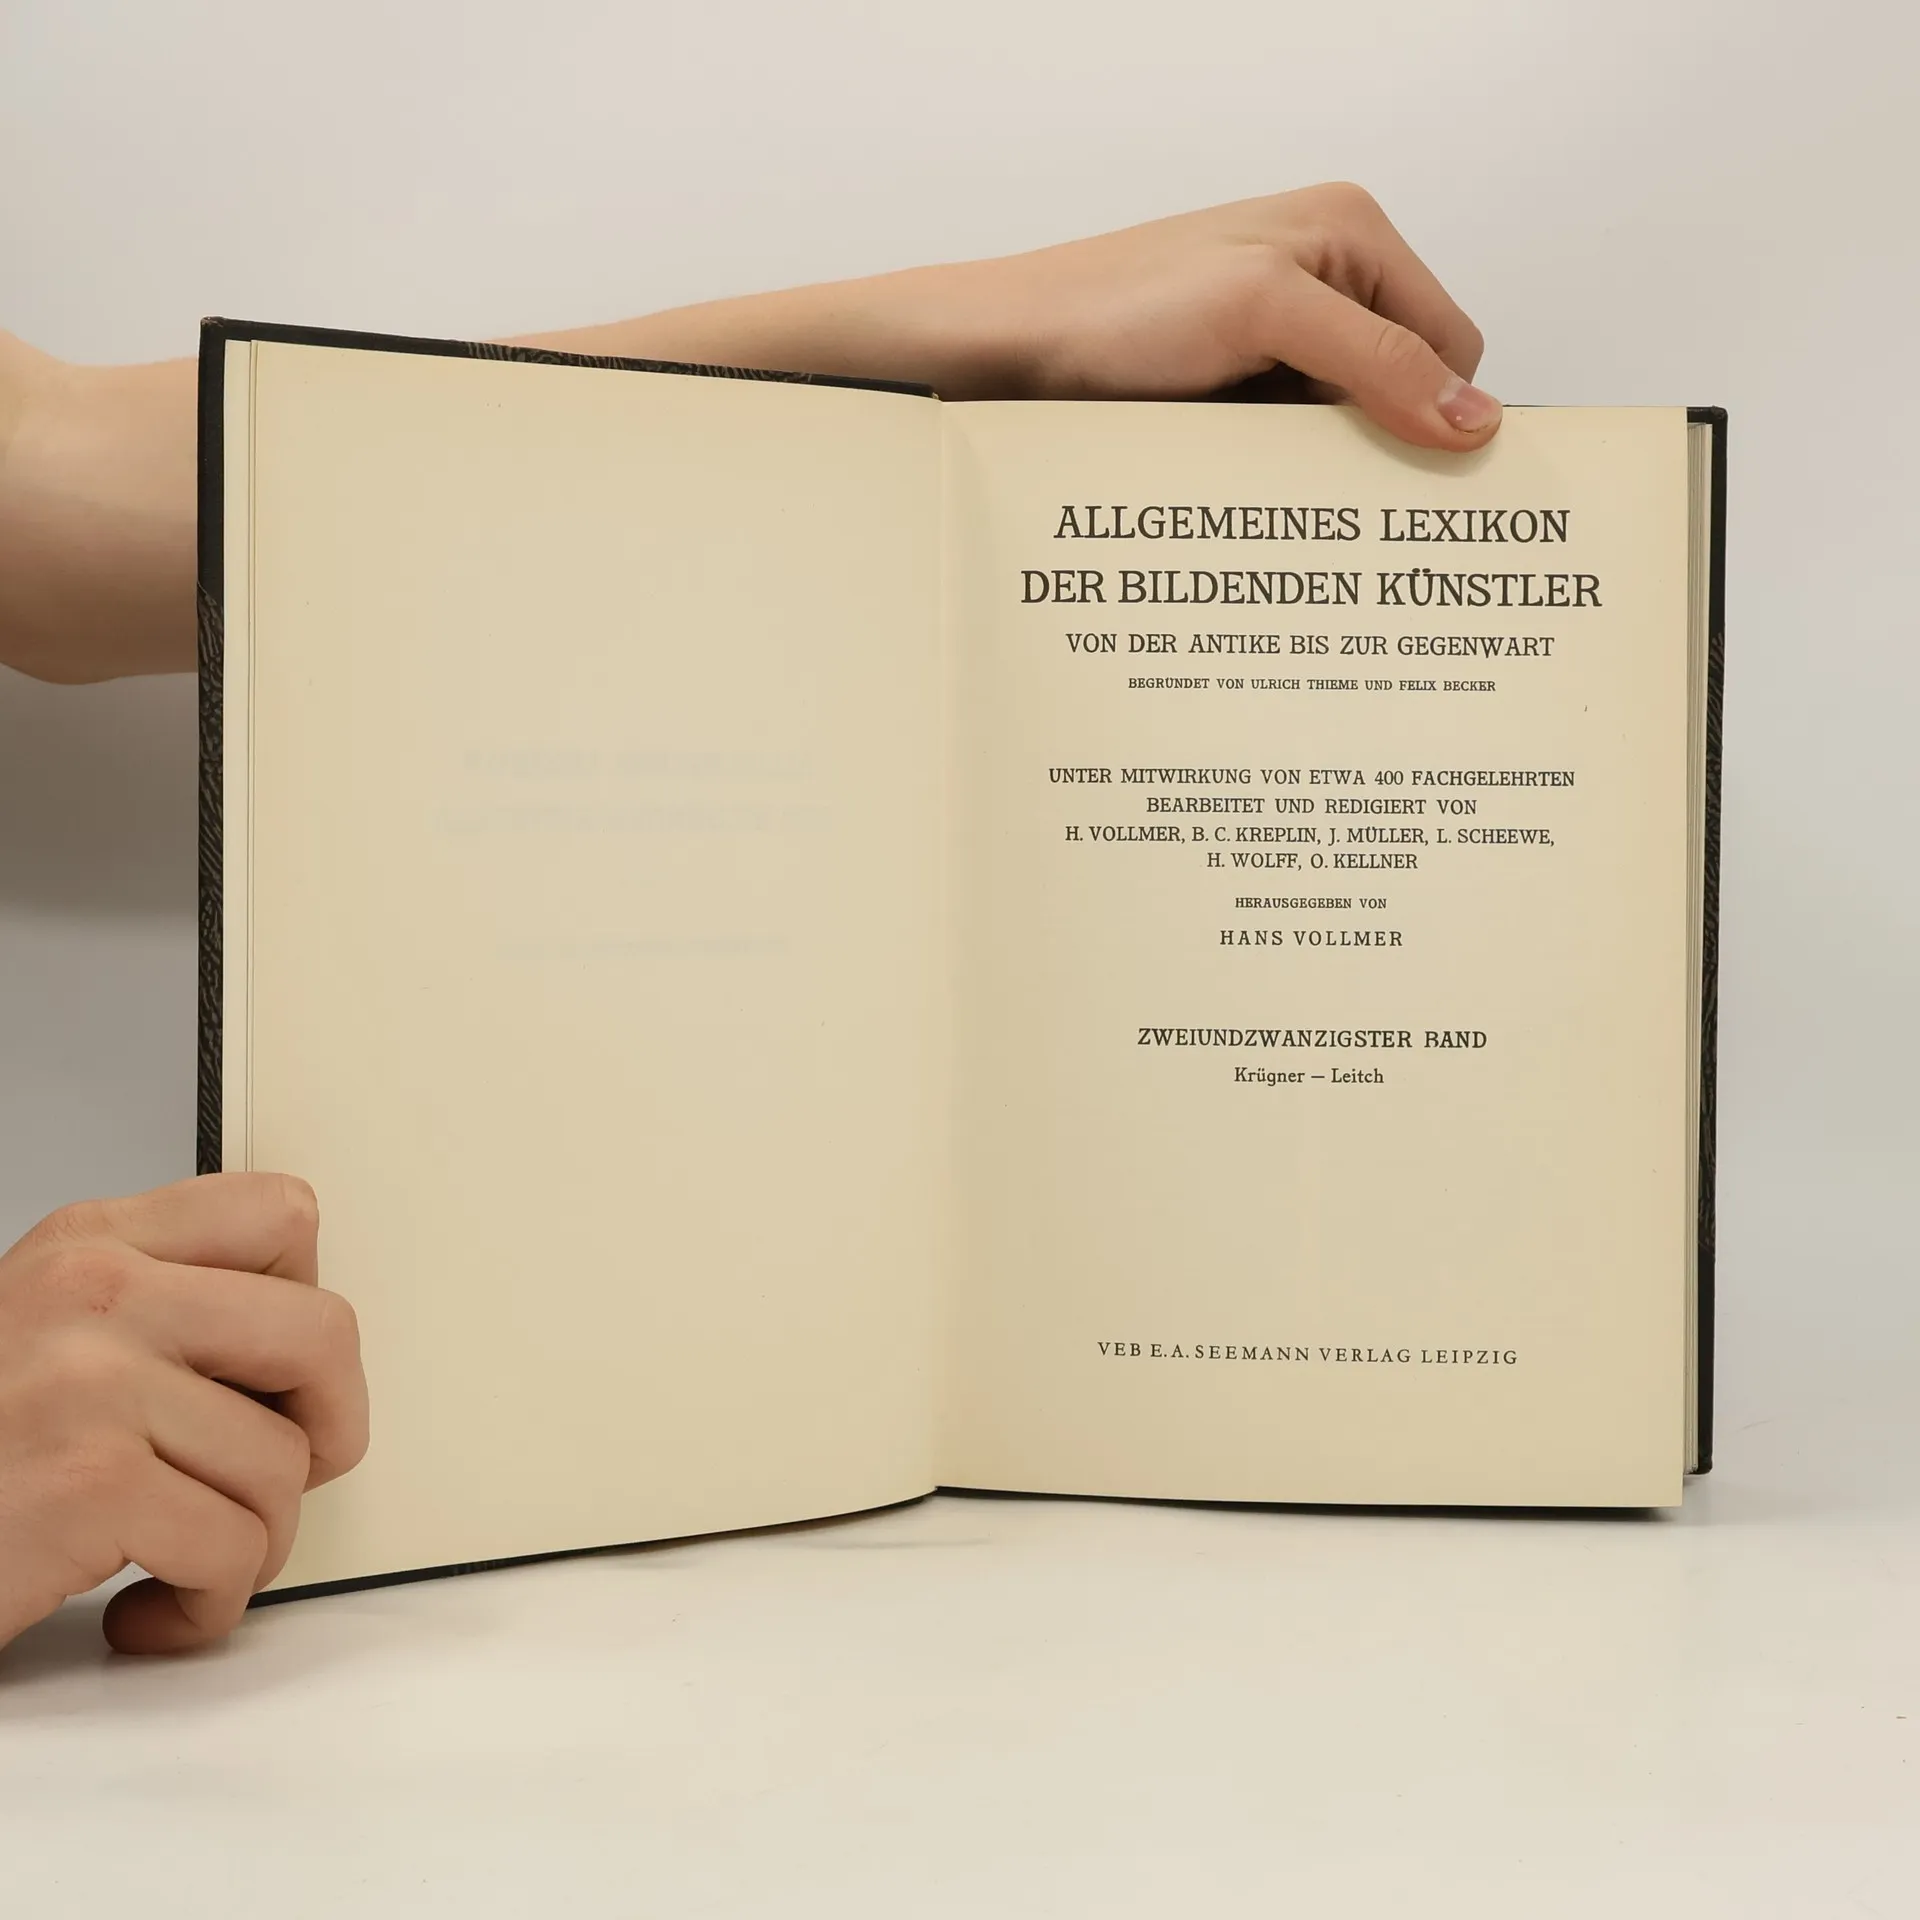 ALLGEMEINES LEXIKON
DER BILDENDEN KÜNSTLER
VON DER ANTIKE BIS ZUR GEGENWART
BEGRÜNDET VON ULRICH THIEME UND FELIX BECKER
UNTER MITWIRKUNG VON ETWA 400 FACHGELEHRTEN
BEARBEITET UND REDIGIERT VON
H. VOLLMER, B. C. KREPLIN, J. MÜLLER, L. SCHEEWE,
H. WOLFF, O. KELLNER
HERAUSGEGEBEN VON
HANS VOLLMER
ZWEIUNDZWANZIGSTER BAND
Krügner — Leitch
VEB E. A. SEEMANN VERLAG LEIPZIG